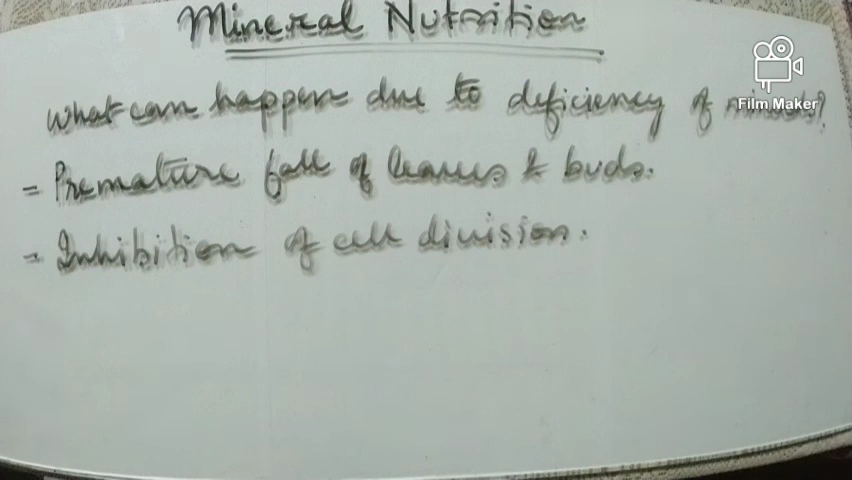 Mineral Nutrition
Film Maker
What can happen due to deficiency of minerals?
= Premature fall of leaves & buds.
= Inhibition of cell division.